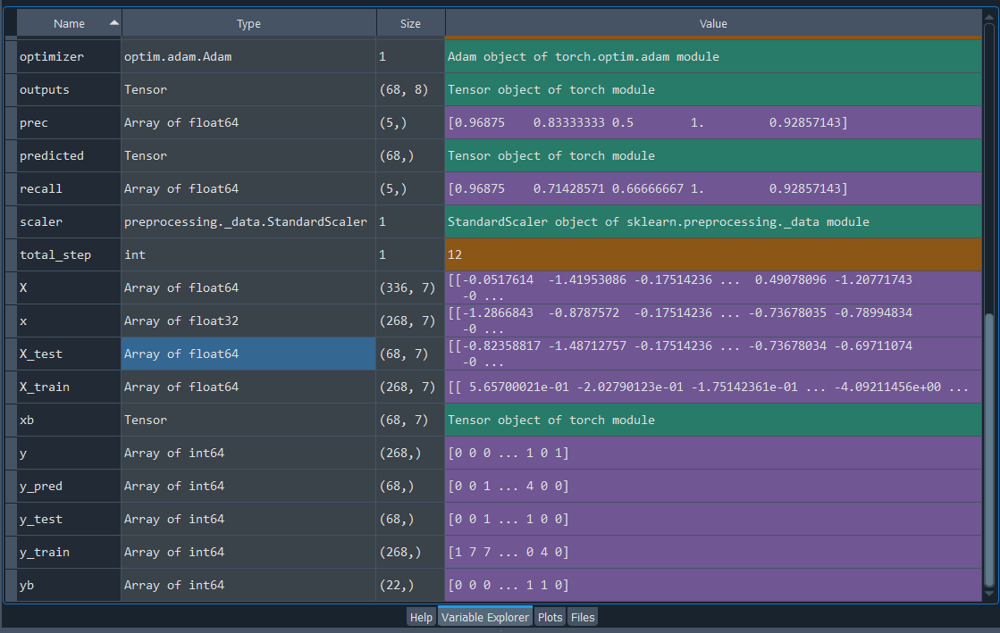 Name Type Size Value
optimizer optim.adam.Adam 1 Adam object of torch.optim.adam module
outputs Tensor (68, 8) Tensor object of torch module
prec Array of float64 (5,) [0.96875 0.83333333 0.5 1. 0.92857143]
predicted Tensor (68,) Tensor object of torch module
recall Array of float64 (5,) [0.96875 0.71428571 0.66666667 1. 0.92857143]
scaler preprocessing._data.StandardScaler 1 StandardScaler object of sklearn.preprocessing._data module
total_step int 1 12
X Array of float64 (336, 7) [[-0.0517614 -1.41953086 -0.17514236 ... 0.49078096 -1.20771743
-0 ...
x Array of float32 (268, 7) [[-1.2866843 -0.8787572 -0.17514236 ... -0.73678035 -0.78994834
-0 ...
X_test Array of float64 (68, 7) [[-0.82358817 -1.48712757 -0.17514236 ... -0.73678034 -0.69711074
-0 ...
X_train Array of float64 (268, 7) [[ 5.65700021e-01 -2.02790123e-01 -1.75142361e-01 ... -4.09211456e+00 ...
xb Tensor (68, 7) Tensor object of torch module
y Array of int64 (268,) [0 0 0 ... 1 0 1]
y_pred Array of int64 (68,) [0 0 1 ... 4 0 0]
y_test Array of int64 (68,) [0 0 1 ... 1 0 0]
y_train Array of int64 (268,) [1 7 7 ... 0 4 0]
yb Array of int64 (22,) [0 0 0 ... 1 1 0]
Help Variable Explorer Plots Files